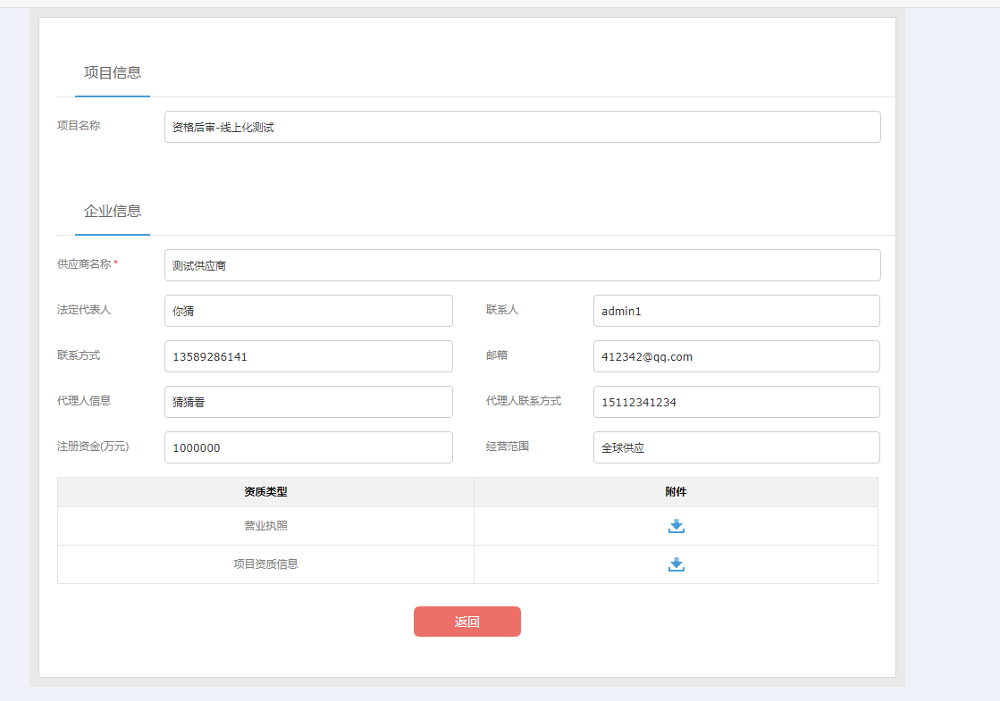 项目信息
项目名称 资格后审-线上化测试
企业信息
供应商名称* 测试供应商
法定代表人 你猜 联系人 admin1
联系方式 13589286141 邮箱 412342@qq.com
代理人信息 猜猜看 代理人联系方式 15112341234
注册资金(万元) 1000000 经营范围 全球供应
资质类型 附件
营业执照
项目资质信息
返回